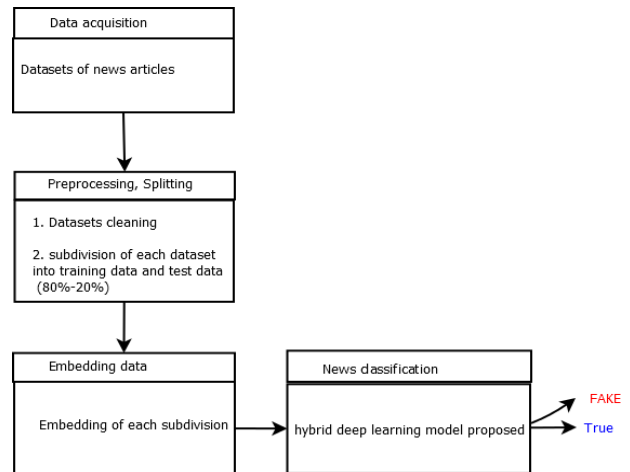 Data acquisition
Datasets of news articles
Preprocessing, Splitting
1. Datasets cleaning
2. subdivision of each dataset
into training data and test data
(80%-20%)
Embedding data
Embedding of each subdivision
News classification
hybrid deep learning model proposed
FAKE
True